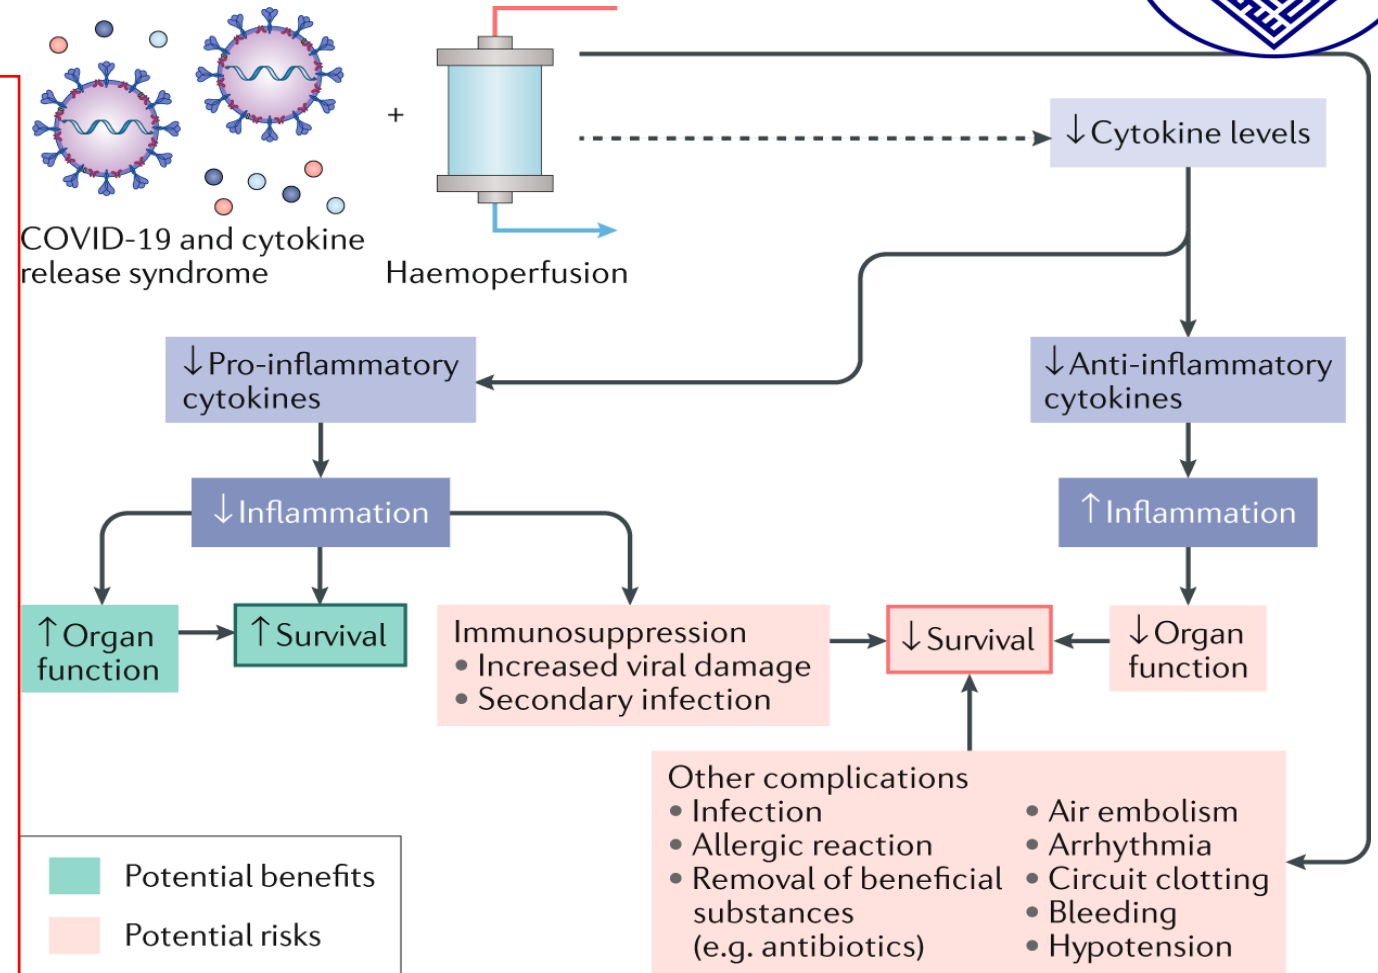 +
COVID-19 and cytokine
release syndrome
Haemoperfusion
↓Cytokine levels
↓Pro-inflammatory
cytokines
↓Anti-inflammatory
cytokines
↓Inflammation
↑Inflammation
↑Organ
function
↑Survival
Immunosuppression
• Increased viral damage
• Secondary infection
↓Survival
↓Organ
function
Other complications
• Infection
• Allergic reaction
• Removal of beneficial
substances
(e.g. antibiotics)
• Air embolism
• Arrhythmia
• Circuit clotting
• Bleeding
• Hypotension
Potential benefits
Potential risks